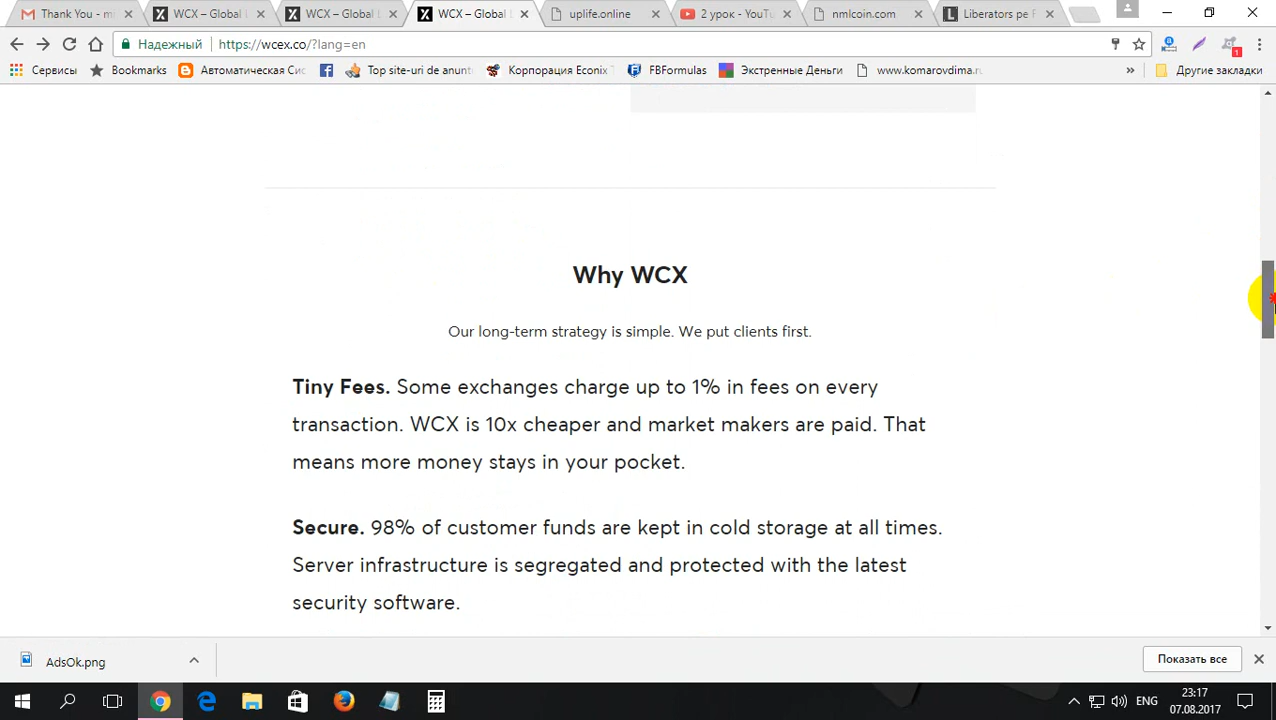 Thank You - mi
WCX – Global
WCX – Global
WCX – Global
uplife.online
2 урок - YouTu
nmlcoin.com
Liberators pe F
Надежный
https://wcex.co/?lang=en
Сервисы
Bookmarks
Автоматическая Сис
Top site-uri de anunt
Корпорация Econix
FBFormulas
Экстренные Деньги
www.komarovdima.ru
»
Другие закладки
1
Why WCX
Our long-term strategy is simple. We put clients first.
Tiny Fees. Some exchanges charge up to 1% in fees on every
transaction. WCX is 10x cheaper and market makers are paid. That
means more money stays in your pocket.
Secure. 98% of customer funds are kept in cold storage at all times.
Server infrastructure is segregated and protected with the latest
security software.
AdsOk.png
Показать все
ENG
23:17
07.08.2017